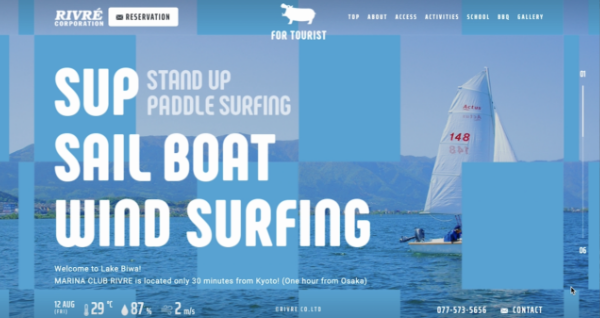 RIVRÉ
CORPORATION
RESERVATION
FOR TOURIST
TOP ABOUT ACCESS ACTIVITIES SCHOOL BBQ GALLERY
01
SUP STAND UP
PADDLE SURFING
SAIL BOAT
WIND SURFING
148
Welcome to Lake Biwa!
MARINA CLUB RIVRE is located only 30 minutes from Kyoto! (One hour from Osaka)
06
12 AUG
(FRI)
29 °C
87 %
2 m/s
©RIVRE CO.LTD
077-573-5656
CONTACT